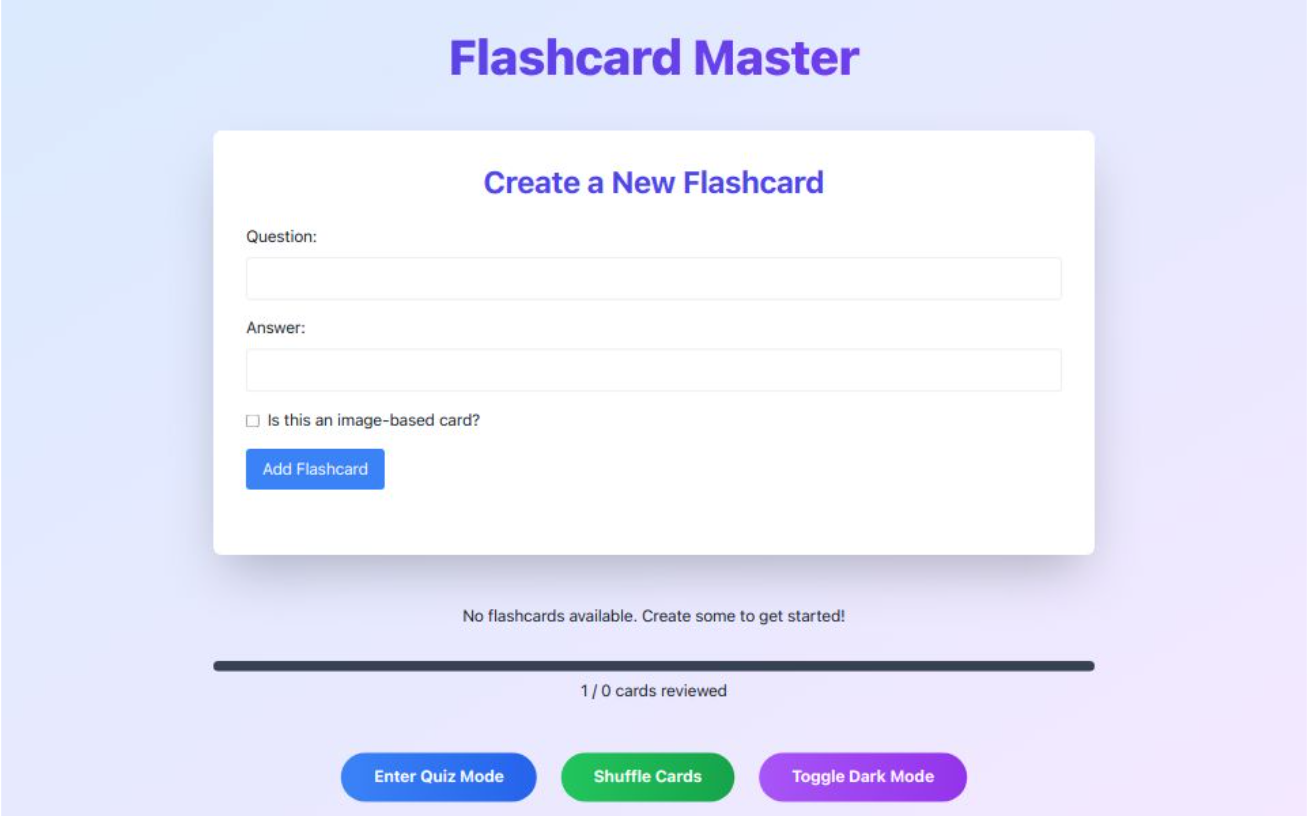 Flashcard Master
Create a New Flashcard
Question:
Answer:
Is this an image-based card?
Add Flashcard
No flashcards available. Create some to get started!
1 / 0 cards reviewed
Enter Quiz Mode
Shuffle Cards
Toggle Dark Mode